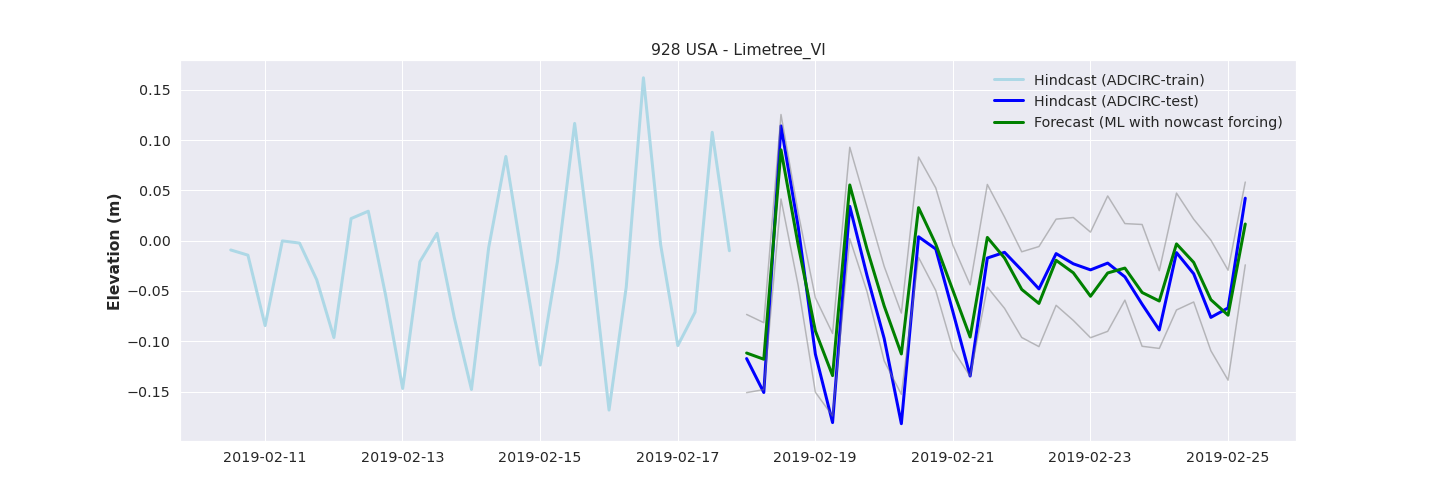 928 USA - Limetree_VI
Hindcast (ADCIRC-train)
Hindcast (ADCIRC-test)
Forecast (ML with nowcast forcing)
Elevation (m)
0.15
0.10
0.05
0.00
−0.05
−0.10
−0.15
2019-02-11 2019-02-13 2019-02-15 2019-02-17 2019-02-19 2019-02-21 2019-02-23 2019-02-25